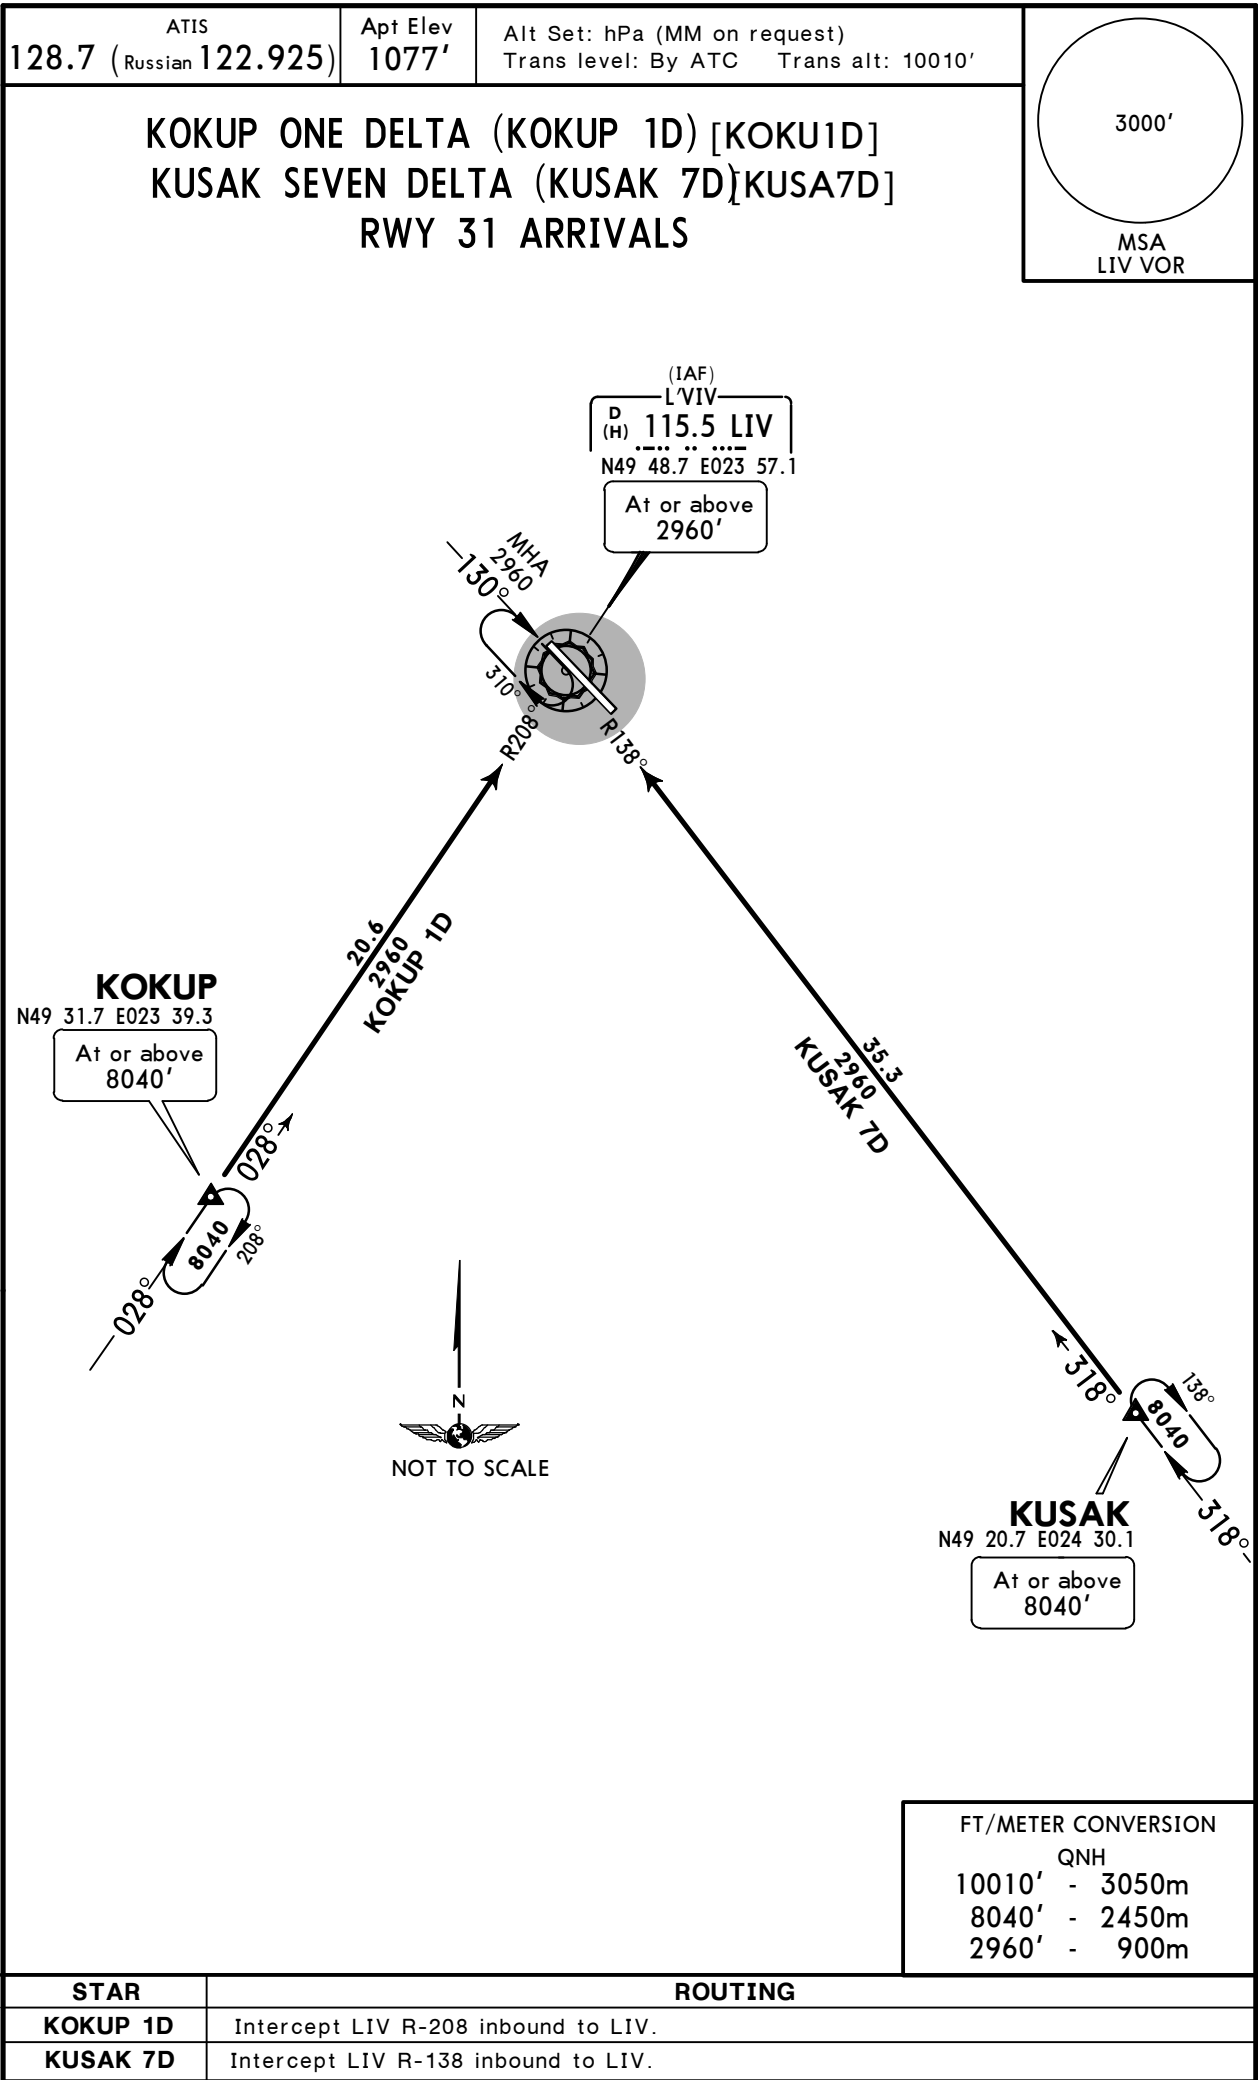 ATIS
128.7 (Russian 122.925)
Apt Elev
1077'
Alt Set: hPa (MM on request)
Trans level: By ATC Trans alt: 10010'
3000'
MSA
LIV VOR
KOKUP ONE DELTA (KOKUP 1D) [KOKU1D]
KUSAK SEVEN DELTA (KUSAK 7D)[KUSA7D]
RWY 31 ARRIVALS
(IAF)
L'VIV
D
(H) 115.5 LIV
N49 48.7 E023 57.1
At or above
2960'
MHA
2960
130°
310°
R208°
R138°
20.6
2960
KOKUP 1D
KOKUP
N49 31.7 E023 39.3
At or above
8040'
028°
8040
208°
028°
35.3
2960
KUSAK 7D
318°
138°
8040
318°
KUSAK
N49 20.7 E024 30.1
At or above
8040'
N
NOT TO SCALE
FT/METER CONVERSION
QNH
10010' - 3050m
8040' - 2450m
2960' - 900m
STAR ROUTING
KOKUP 1D Intercept LIV R-208 inbound to LIV.
KUSAK 7D Intercept LIV R-138 inbound to LIV.